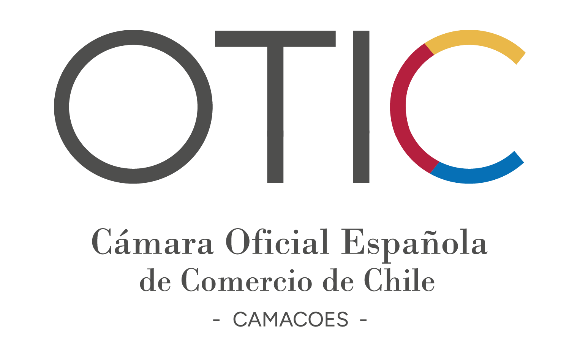 OTIC
Cámara Oficial Española
de Comercio de Chile
- CAMACOES -